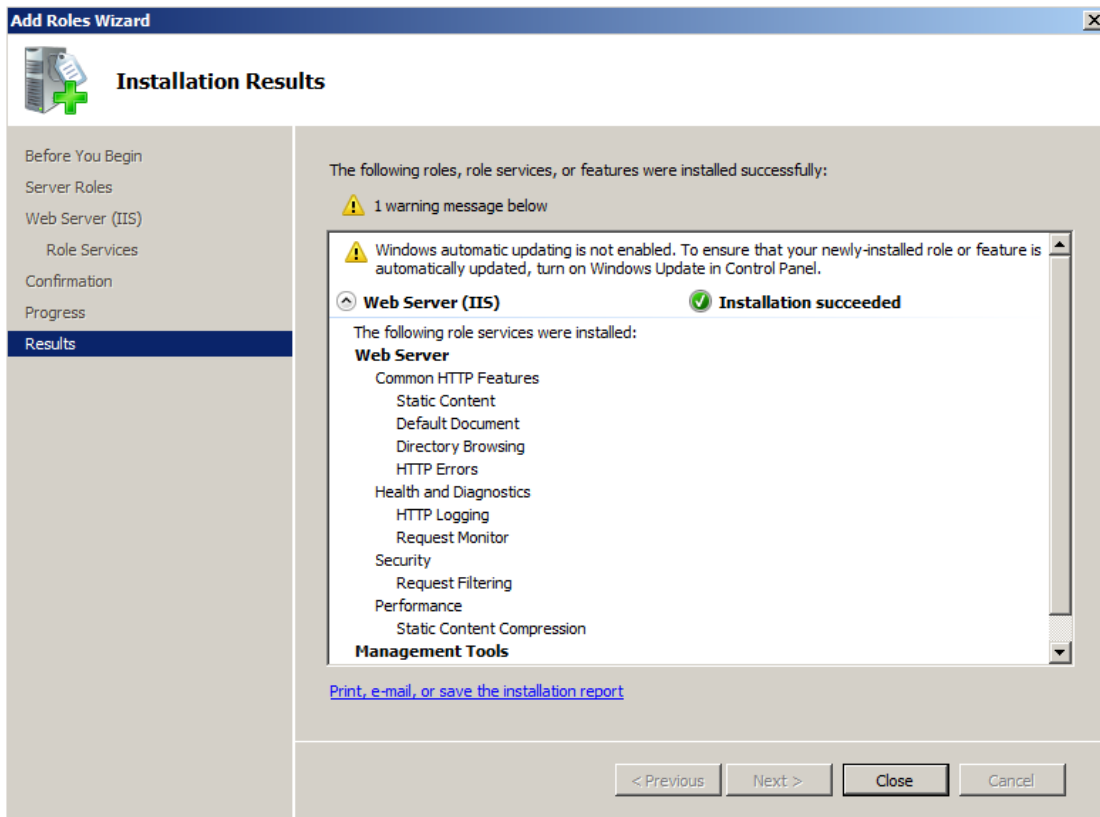 Add Roles Wizard
Installation Results
Before You Begin
Server Roles
Web Server (IIS)
Role Services
Confirmation
Progress
Results
The following roles, role services, or features were installed successfully:
1 warning message below
Windows automatic updating is not enabled. To ensure that your newly-installed role or feature is
automatically updated, turn on Windows Update in Control Panel.
Web Server (IIS) Installation succeeded
The following role services were installed:
Web Server
Common HTTP Features
Static Content
Default Document
Directory Browsing
HTTP Errors
Health and Diagnostics
HTTP Logging
Request Monitor
Security
Request Filtering
Performance
Static Content Compression
Management Tools
Print, e-mail, or save the installation report
< Previous Next > Close Cancel